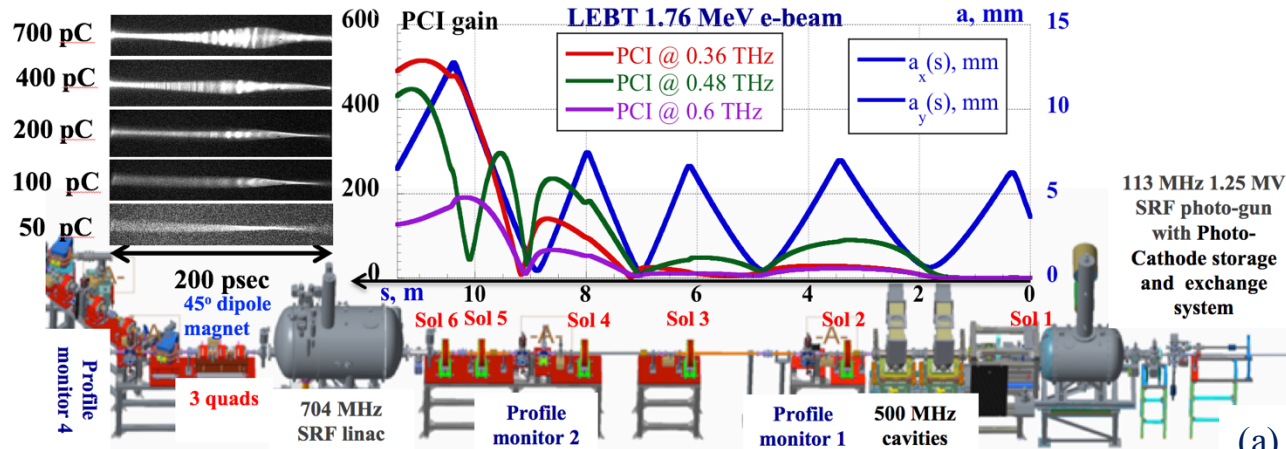 700 pC
400 pC
200 pC
100 pC
50 pC
200 psec
600
400
200
0
PCI gain
LEBT 1.76 MeV e-beam
a, mm
15
10
5
0
PCI @ 0.36 THz
PCI @ 0.48 THz
PCI @ 0.6 THz
a_x(s), mm
a_y(s), mm
s, m
10
8
6
4
2
0
113 MHz 1.25 MV
SRF photo-gun
with Photo-
Cathode storage
and exchange
system
-A-
45º dipole
magnet
Sol 6
Sol 5
-A-
Sol 4
Sol 3
-A-
Sol 2
Sol 1
Profile
monitor 4
3 quads
704 MHz
SRF linac
Profile
monitor 2
Profile
monitor 1
500 MHz
cavities
(a)